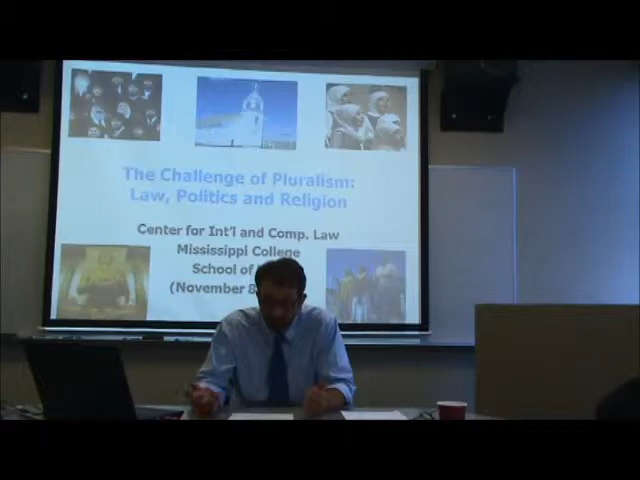 The Challenge of Pluralism:
Law, Politics and Religion
Center for Int'l and Comp. Law
Mississippi College
School of
(November 8